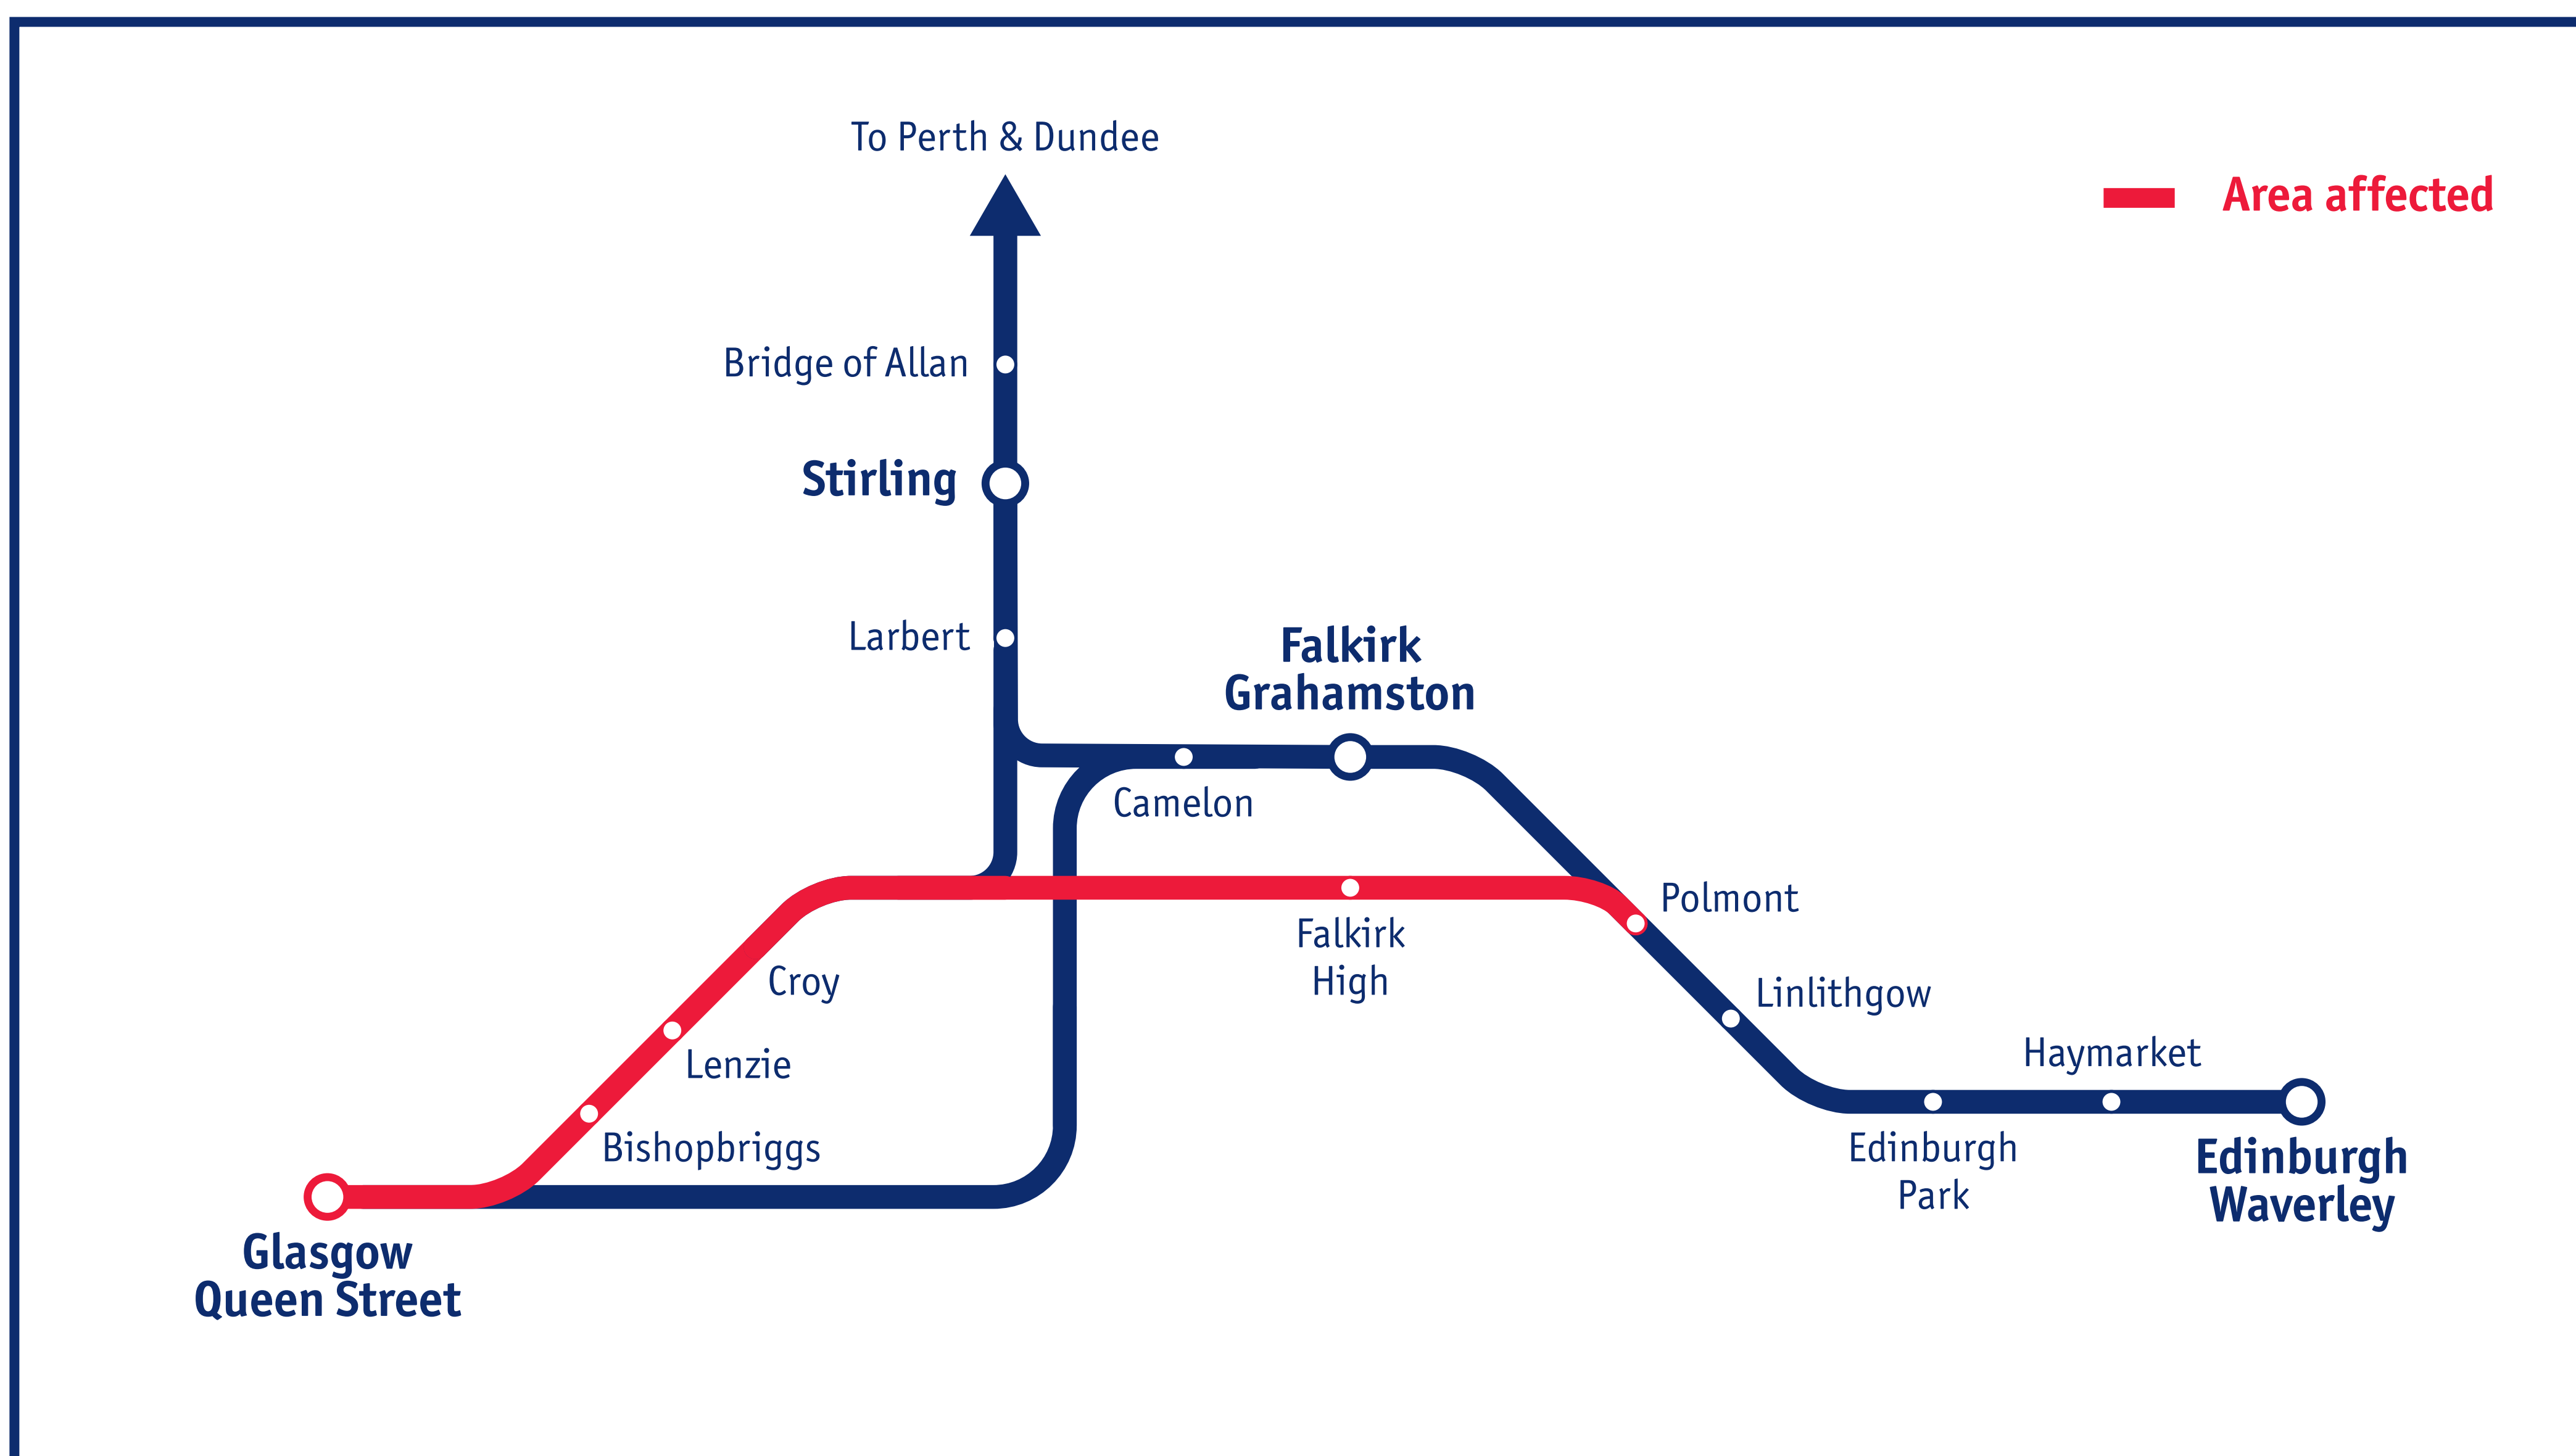 To Perth & Dundee
Area affected
Bridge of Allan
Stirling
Larbert
Falkirk
Grahamston
Camelon
Polmont
Falkirk
High
Croy
Linlithgow
Lenzie
Haymarket
Bishopbriggs
Edinburgh
Park
Edinburgh
Waverley
Glasgow
Queen Street